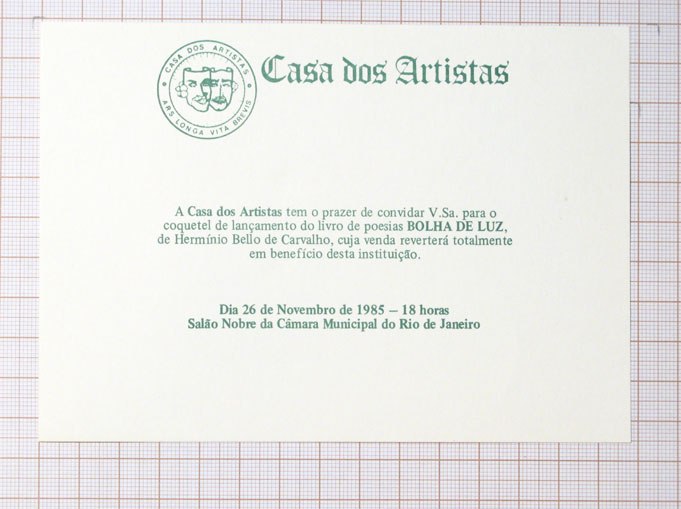 CASA DOS ARTISTAS
ARS LONGA VITA BREVIS
Casa dos Artistas
A Casa dos Artistas tem o prazer de convidar V.Sa. para o
coquetel de lançamento do livro de poesias BOLHA DE LUZ,
de Hermínio Bello de Carvalho, cuja venda reverterá totalmente
em benefício desta instituição.
Dia 26 de Novembro de 1985 – 18 horas
Salão Nobre da Câmara Municipal do Rio de Janeiro